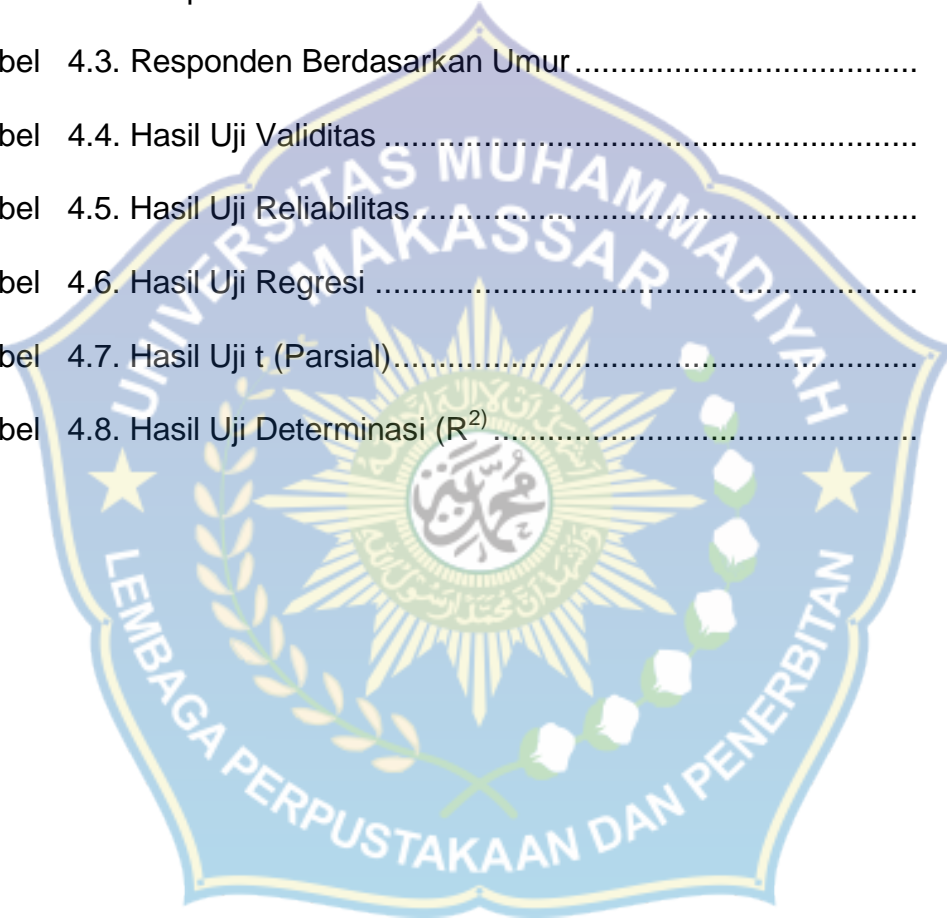 bel 4.3. Responden Berdasarkan Umur ......................................
bel 4.4. Hasil Uji Validitas ...........................................................
bel 4.5. Hasil Uji Reliabilitas........................................................
bel 4.6. Hasil Uji Regresi ............................................................
bel 4.7. Hasil Uji t (Parsial)..........................................................
bel 4.8. Hasil Uji Determinasi (R²⁾ ...............................................
UNIVERSITAS MUHAMMADIYAH
MAKASSAR
LEMBAGA PERPUSTAKAAN DAN PENERBITAN
محمد